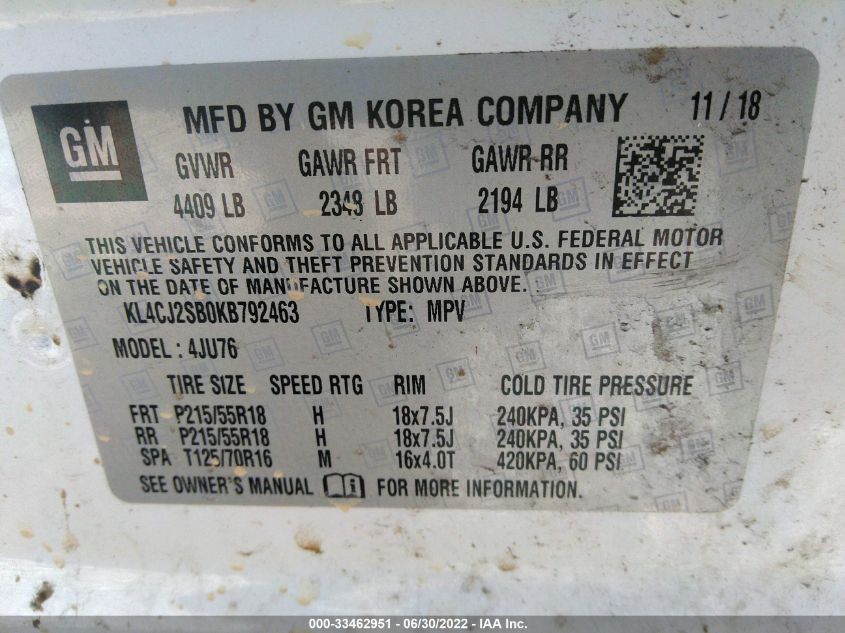 GM
MFD BY GM KOREA COMPANY 11/18
GVWR GAWR FRT GAWR RR
4409 LB 2348 LB 2194 LB
THIS VEHICLE CONFORMS TO ALL APPLICABLE U.S. FEDERAL MOTOR
VEHICLE SAFETY AND THEFT PREVENTION STANDARDS IN EFFECT
ON THE DATE OF MANUFACTURE SHOWN ABOVE.
KL4CJ2SB0KB792463 TYPE: MPV
MODEL: 4JU76
TIRE SIZE SPEED RTG RIM COLD TIRE PRESSURE
FRT P215/55R18 H 18x7.5J 240KPA, 35 PSI
RR P215/55R18 H 18x7.5J 240KPA, 35 PSI
SPA T125/70R16 M 16x4.0T 420KPA, 60 PSI
SEE OWNER'S MANUAL FOR MORE INFORMATION.
000-33462951 - 06/30/2022 - IAA Inc.